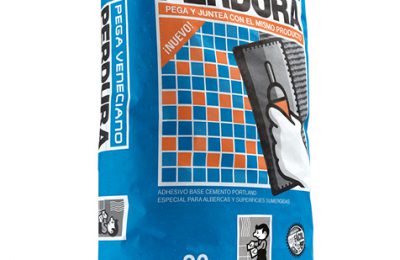 PEGA VENECIANO
PERDURA
PERDURA
PEGA Y JUNTEA CON EL MISMO PRODUCTO
¡NUEVO!
ADHESIVO BASE CEMENTO PORTLAND
ESPECIAL PARA ALBERCAS Y SUPERFICIES SUMERGIDAS